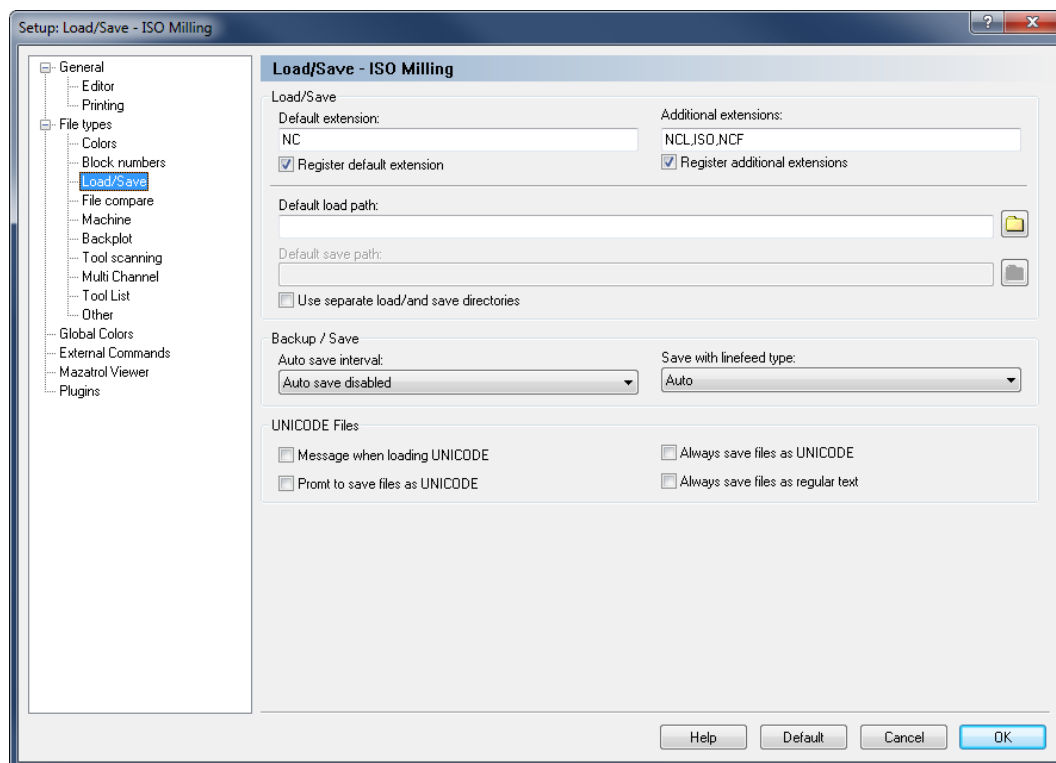 Setup: Load/Save - ISO Milling
General
Editor
Printing
File types
Colors
Block numbers
Load/Save
File compare
Machine
Backplot
Tool scanning
Multi Channel
Tool List
Other
Global Colors
External Commands
Mazatrol Viewer
Plugins
Load/Save - ISO Milling
Load/Save
Default extension:
Additional extensions:
NC
NCL,ISO,NCF
Register default extension
Register additional extensions
Default load path:
Default save path:
Use separate load/and save directories
Backup / Save
Auto save interval:
Save with linefeed type:
Auto save disabled
Auto
UNICODE Files
Message when loading UNICODE
Always save files as UNICODE
Promt to save files as UNICODE
Always save files as regular text
Help
Default
Cancel
OK